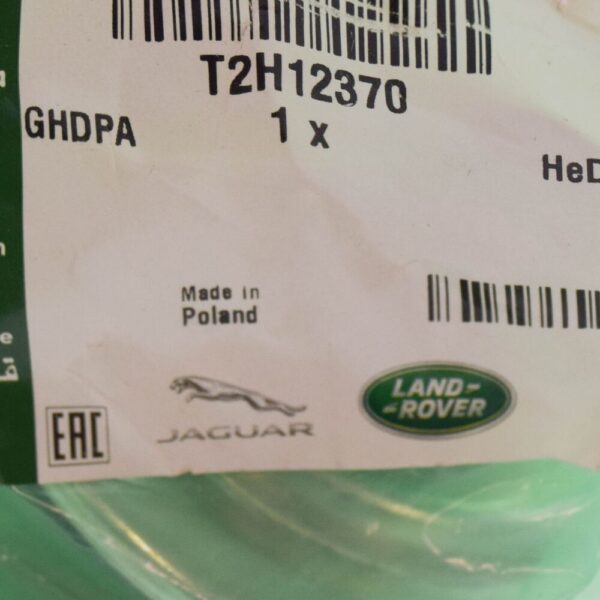 T2H12370
GHDPA 1 x
HeD
Made in
Poland
LAND-
-ROVER
EAC
JAGUAR